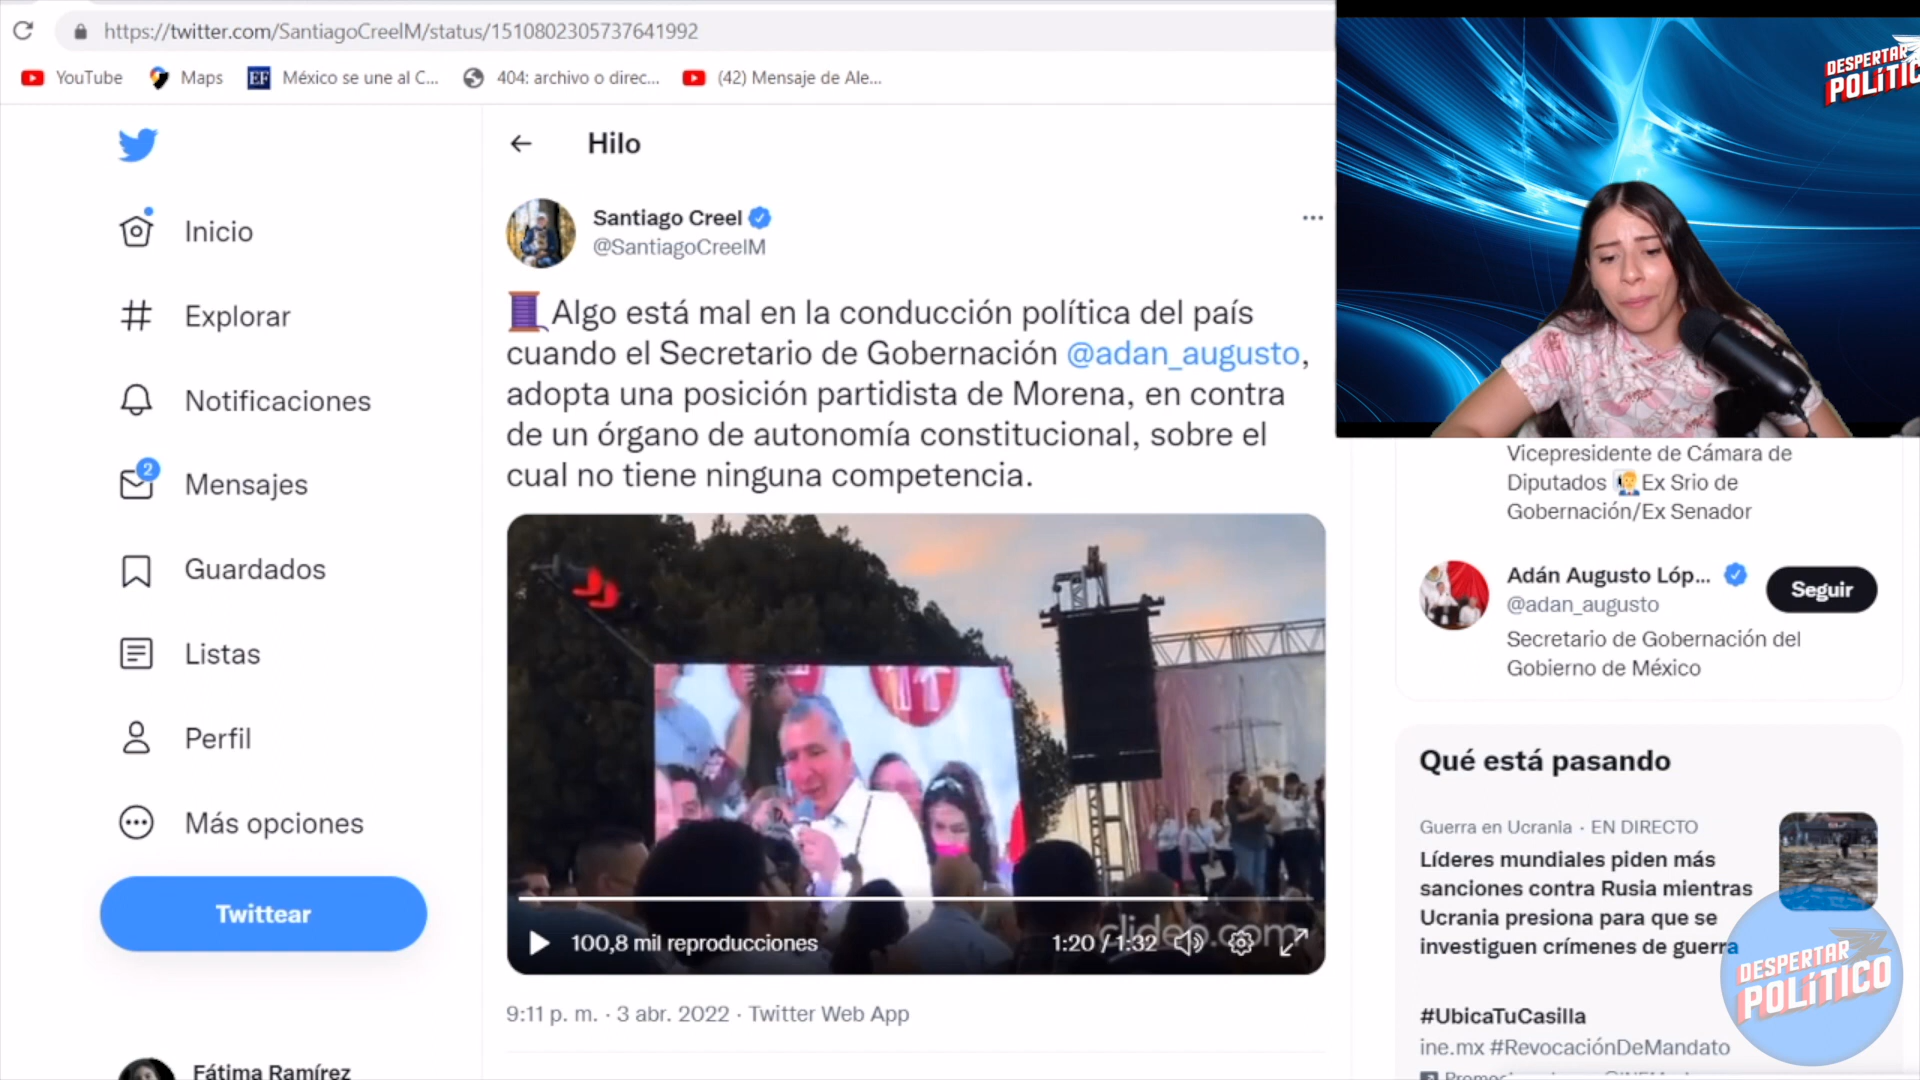 https://twitter.com/SantiagoCreelM/status/1510802305737641992
YouTube
Maps
EF
México se une al C...
404: archivo o direc...
(42) Mensaje de Ale...
DESPERTAR
Hilo
Santiago Creel
@SantiagoCreelM
Algo está mal en la conducción política del país
cuando el Secretario de Gobernación @adan_augusto,
adopta una posición partidista de Morena, en contra
de un órgano de autonomía constitucional, sobre el
cual no tiene ninguna competencia.
100,8 mil reproducciones
1:20 / 1:32
clideo.com
9:11 p. m. · 3 abr. 2022 · Twitter Web App
Inicio
Explorar
Notificaciones
2
Mensajes
Guardados
Listas
Perfil
Más opciones
Twittear
Fátima Ramírez
Vicepresidente de Cámara de
Diputados Ex Srio de
Gobernación/Ex Senador
Adán Augusto Lóp...
@adan_augusto
Seguir
Secretario de Gobernación del
Gobierno de México
Qué está pasando
Guerra en Ucrania · EN DIRECTO
Líderes mundiales piden más
sanciones contra Rusia mientras
Ucrania presiona para que se
investiguen crímenes de guerra
#UbicaTuCasilla
ine.mx #RevocaciónDeMandato
DESPERTAR
POLÍTICO